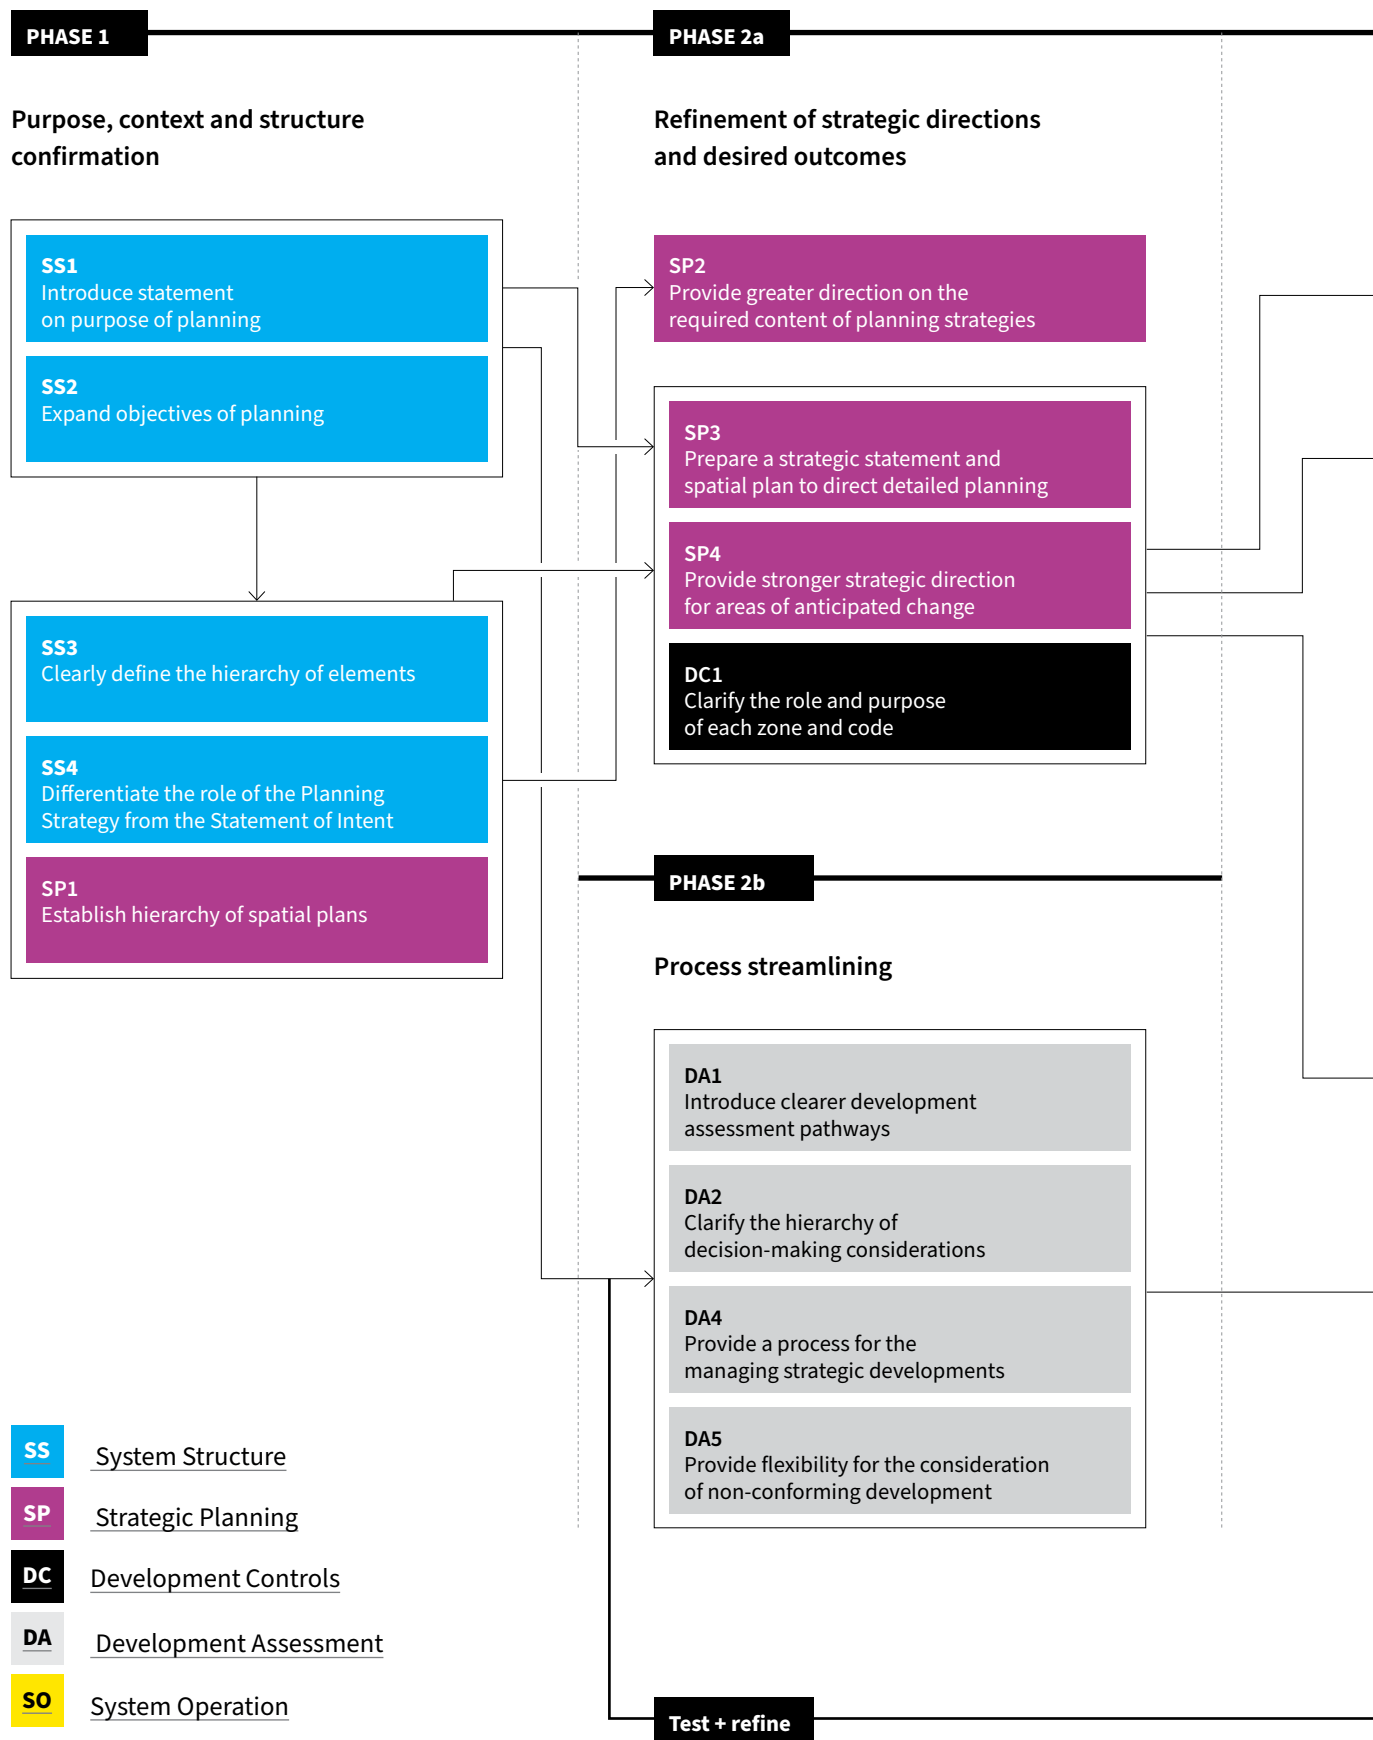 PHASE 1
Purpose, context and structure
confirmation
SS1
Introduce statement
on purpose of planning
SS2
Expand objectives of planning
SS3
Clearly define the hierarchy of elements
SS4
Differentiate the role of the Planning
Strategy from the Statement of Intent
SP1
Establish hierarchy of spatial plans
PHASE 2a
Refinement of strategic directions
and desired outcomes
SP2
Provide greater direction on the
required content of planning strategies
SP3
Prepare a strategic statement and
spatial plan to direct detailed planning
SP4
Provide stronger strategic direction
for areas of anticipated change
DC1
Clarify the role and purpose
of each zone and code
PHASE 2b
Process streamlining
DA1
Introduce clearer development
assessment pathways
DA2
Clarify the hierarchy of
decision-making considerations
DA4
Provide a process for the
managing strategic developments
DA5
Provide flexibility for the consideration
of non-conforming development
SS System Structure
SP Strategic Planning
DC Development Controls
DA Development Assessment
SO System Operation
Test + refine